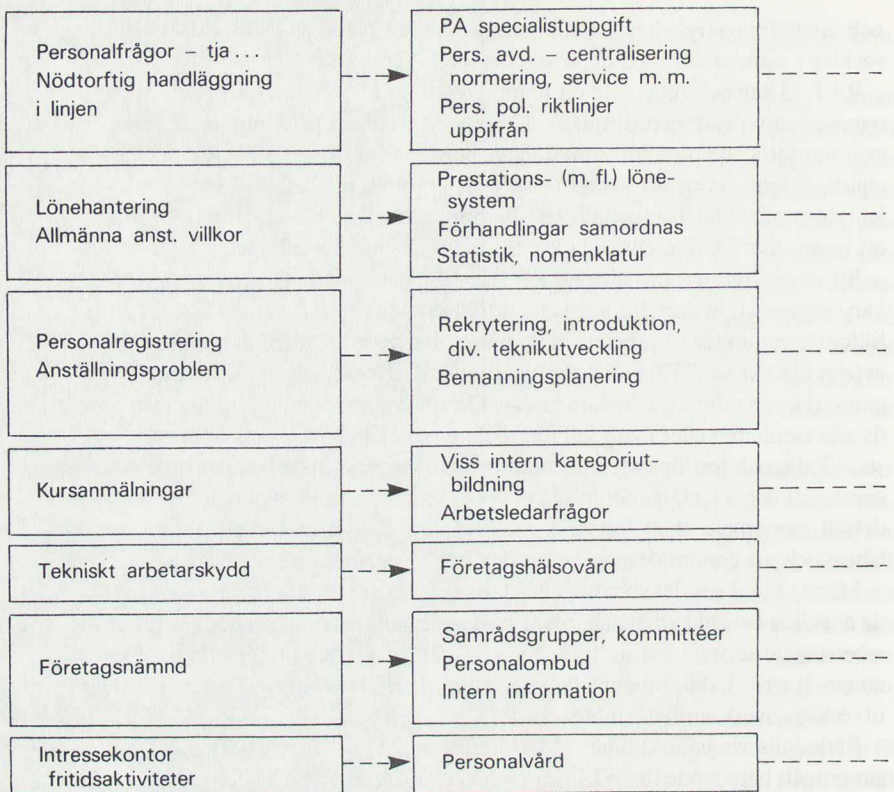 Personalfrågor – tja...
Nödtorftig handläggning
i linjen
PA specialistuppgift
Pers. avd. – centralisering
normering, service m. m.
Pers. pol. riktlinjer
uppifrån
Lönehantering
Allmänna anst. villkor
Prestations- (m. fl.) löne-
system
Förhandlingar samordnas
Statistik, nomenklatur
Personalregistrering
Anställningsproblem
Rekrytering, introduktion,
div. teknikutveckling
Bemanningsplanering
Kursanmälningar
Viss intern kategoriut-
bildning
Arbetsledarfrågor
Tekniskt arbetarskydd
Företagshälsovård
Företagsnämnd
Samrådsgrupper, kommittéer
Personalombud
Intern information
Intressekontor
fritidsaktiviteter
Personalvård